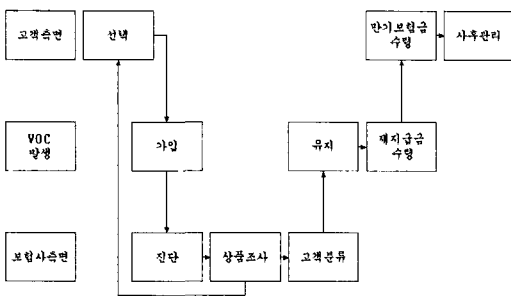 고객측면
선택
만기보험금
수령
사후관리
VOC
발생
가입
유지
해지급금
수령
보험사측면
진단
상품조사
고객분류